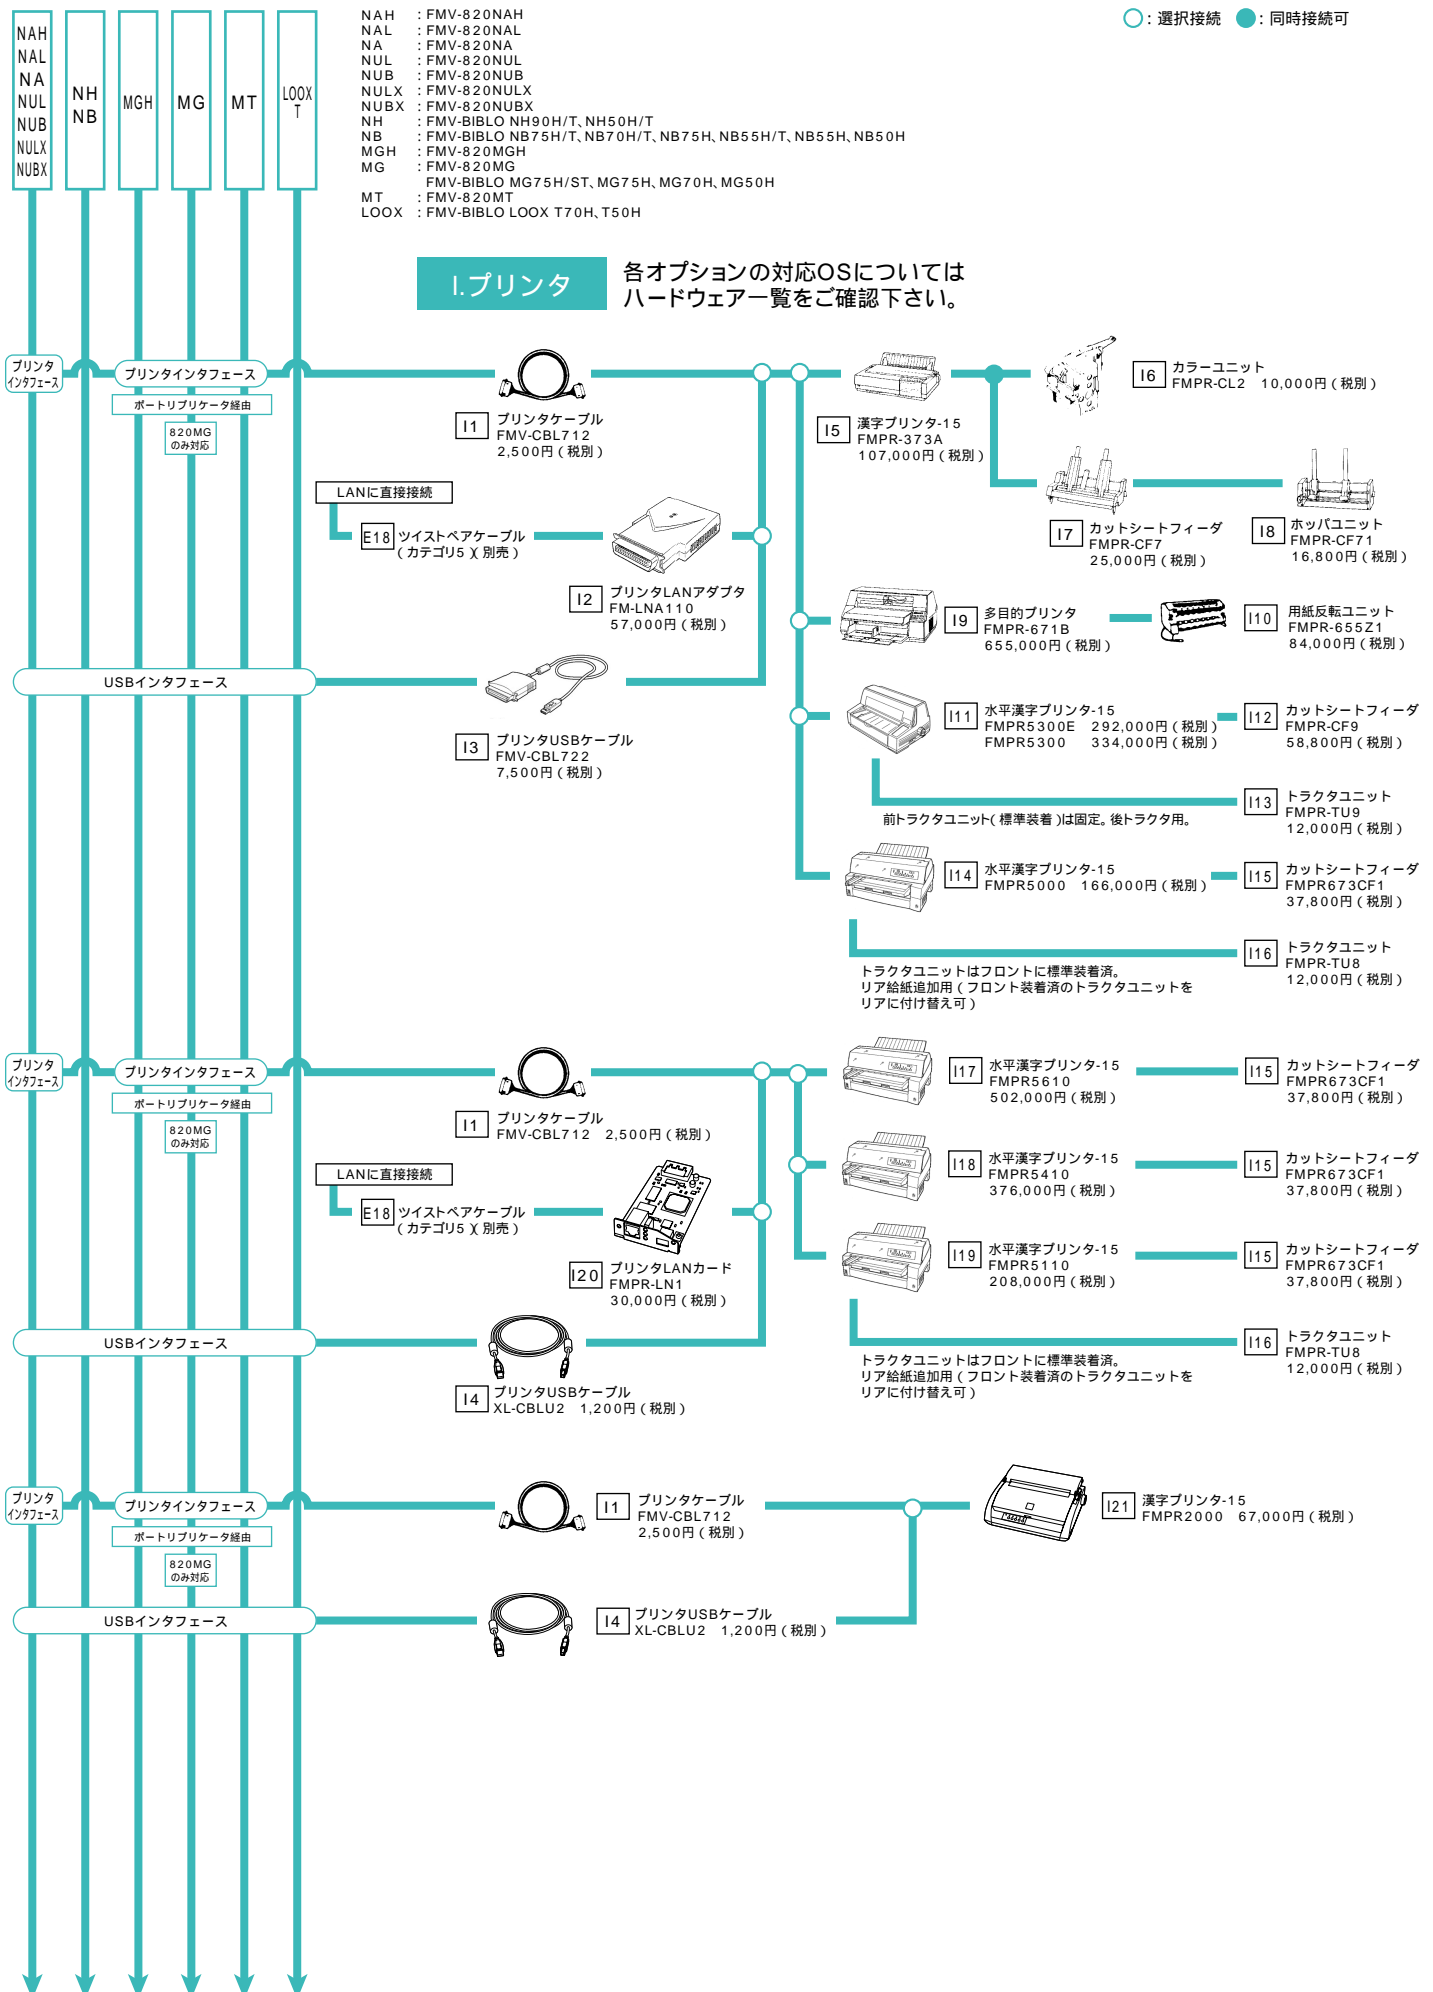 ○：選択接続 ●：同時接続可
NAH
NAL
NA
NUL
NUB
NULX
NUBX
NH
NB
MGH
MG
MT
LOOX
T
NAH : FMV-820NAH
NAL : FMV-820NAL
NA : FMV-820NA
NUL : FMV-820NUL
NUB : FMV-820NUB
NULX : FMV-820NULX
NUBX : FMV-820NUBX
NH : FMV-BIBLO NH90H/T、NH50H/T
NB : FMV-BIBLO NB75H/T、NB70H/T、NB75H、NB55H/T、NB55H、NB50H
MGH : FMV-820MGH
MG : FMV-820MG
FMV-BIBLO MG75H/ST、MG75H、MG70H、MG50H
MT : FMV-820MT
LOOX : FMV-BIBLO LOOX T70H、T50H
I.プリンタ
各オプションの対応OSについては
ハードウェア一覧をご確認下さい。
プリンタ
インタフェース
プリンタインタフェース
ポートリプリケータ経由
820MG
のみ対応
I1 プリンタケーブル
FMV-CBL712
2,500円（税別）
LANに直接接続
E18 ツイストペアケーブル
（カテゴリ5）（別売）
I2 プリンタLANアダプタ
FM-LNA110
57,000円（税別）
USBインタフェース
I3 プリンタUSBケーブル
FMV-CBL722
7,500円（税別）
I5 漢字プリンタ-15
FMPR-373A
107,000円（税別）
I6 カラーユニット
FMPR-CL2 10,000円（税別）
I7 カットシートフィーダ
FMPR-CF7
25,000円（税別）
I8 ホッパユニット
FMPR-CF71
16,800円（税別）
I9 多目的プリンタ
FMPR-671B
655,000円（税別）
I10 用紙反転ユニット
FMPR-655Z1
84,000円（税別）
I11 水平漢字プリンタ-15
FMPR5300E 292,000円（税別）
FMPR5300 334,000円（税別）
I12 カットシートフィーダ
FMPR-CF9
58,800円（税別）
前トラクタユニット（標準装着）は固定。後トラクタ用。
I13 トラクタユニット
FMPR-TU9
12,000円（税別）
I14 水平漢字プリンタ-15
FMPR5000 166,000円（税別）
I15 カットシートフィーダ
FMPR673CF1
37,800円（税別）
トラクタユニットはフロントに標準装着済。
リア給紙追加用（フロント装着済のトラクタユニットを
リアに付け替え可）
I16 トラクタユニット
FMPR-TU8
12,000円（税別）
プリンタ
インタフェース
プリンタインタフェース
ポートリプリケータ経由
820MG
のみ対応
I1 プリンタケーブル
FMV-CBL712 2,500円（税別）
LANに直接接続
E18 ツイストペアケーブル
（カテゴリ5）（別売）
I20 プリンタLANカード
FMPR-LN1
30,000円（税別）
USBインタフェース
I4 プリンタUSBケーブル
XL-CBLU2 1,200円（税別）
I17 水平漢字プリンタ-15
FMPR5610
502,000円（税別）
I15 カットシートフィーダ
FMPR673CF1
37,800円（税別）
I18 水平漢字プリンタ-15
FMPR5410
376,000円（税別）
I15 カットシートフィーダ
FMPR673CF1
37,800円（税別）
I19 水平漢字プリンタ-15
FMPR5110
208,000円（税別）
I15 カットシートフィーダ
FMPR673CF1
37,800円（税別）
トラクタユニットはフロントに標準装着済。
リア給紙追加用（フロント装着済のトラクタユニットを
リアに付け替え可）
I16 トラクタユニット
FMPR-TU8
12,000円（税別）
プリンタ
インタフェース
プリンタインタフェース
ポートリプリケータ経由
820MG
のみ対応
I1 プリンタケーブル
FMV-CBL712
2,500円（税別）
I21 漢字プリンタ-15
FMPR2000 67,000円（税別）
USBインタフェース
I4 プリンタUSBケーブル
XL-CBLU2 1,200円（税別）